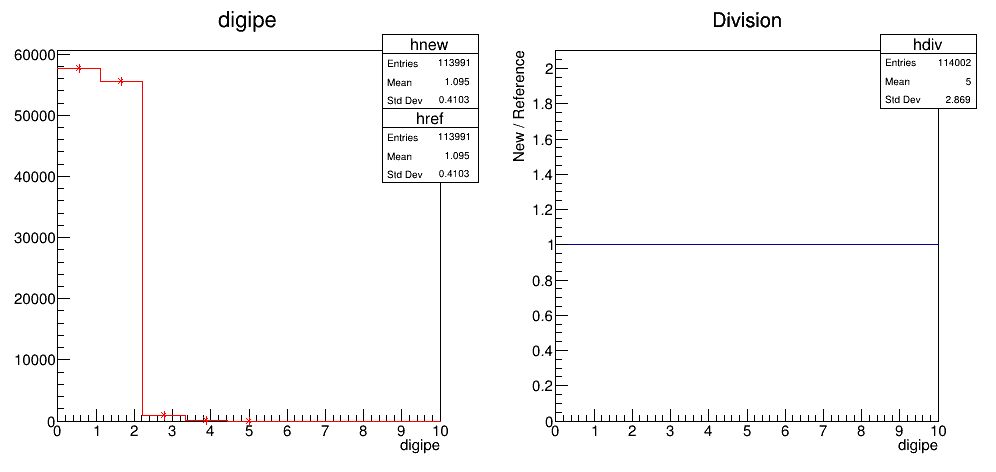 digipe
hnew
Entries 113991
Mean 1.095
Std Dev 0.4103
href
Entries 113991
Mean 1.095
Std Dev 0.4103
60000
50000
40000
30000
20000
10000
0
0 1 2 3 4 5 6 7 8 9 10
digipe
Division
hdiv
Entries 114002
Mean 5
Std Dev 2.869
New / Reference
2
1.8
1.6
1.4
1.2
1
0.8
0.6
0.4
0.2
0
0 1 2 3 4 5 6 7 8 9 10
digipe